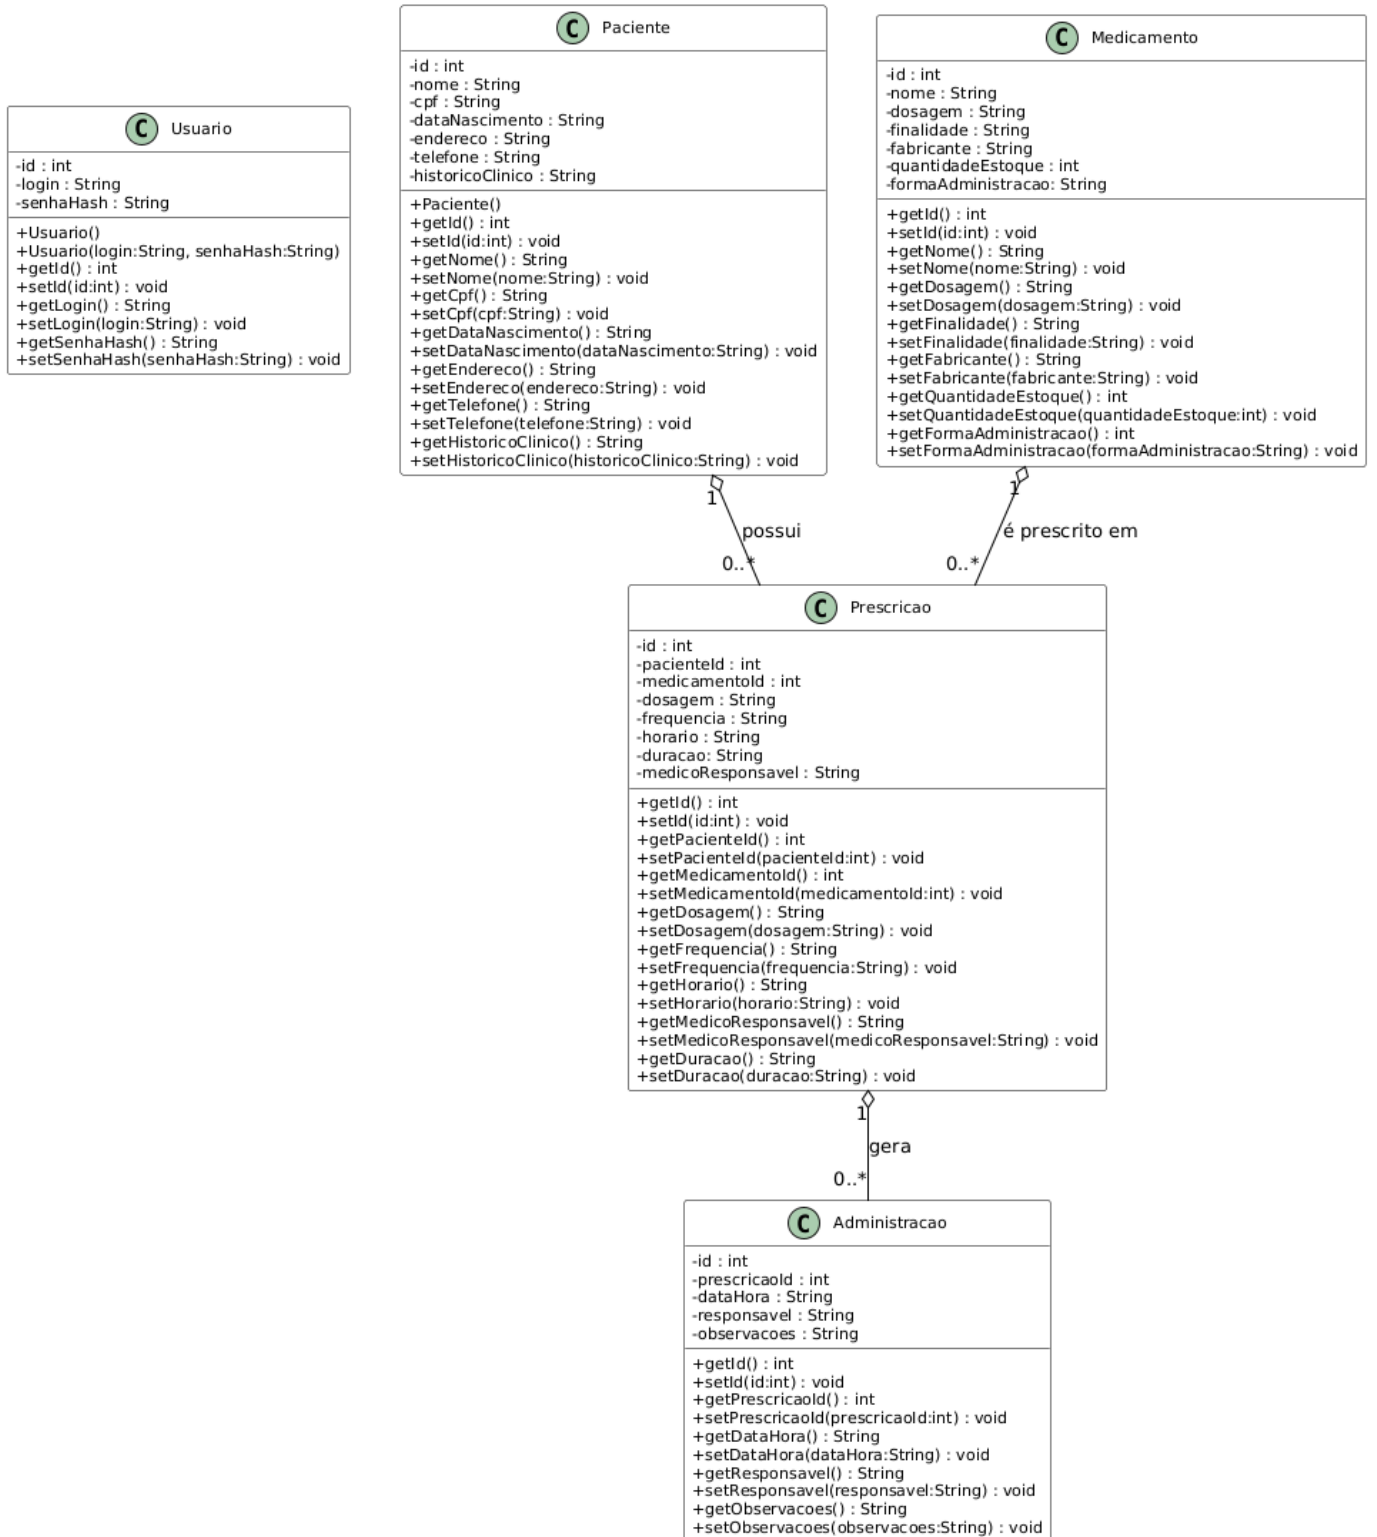 C Usuario
-id : int
-login : String
-senhaHash : String
+Usuario()
+Usuario(login:String, senhaHash:String)
+getId() : int
+setId(id:int) : void
+getLogin() : String
+setLogin(login:String) : void
+getSenhaHash() : String
+setSenhaHash(senhaHash:String) : void
C Paciente
-id : int
-nome : String
-cpf : String
-dataNascimento : String
-endereco : String
-telefone : String
-historicoClinico : String
+Paciente()
+getId() : int
+setId(id:int) : void
+getNome() : String
+setNome(nome:String) : void
+getCpf() : String
+setCpf(cpf:String) : void
+getDataNascimento() : String
+setDataNascimento(dataNascimento:String) : void
+getEndereco() : String
+setEndereco(endereco:String) : void
+getTelefone() : String
+setTelefone(telefone:String) : void
+getHistoricoClinico() : String
+setHistoricoClinico(historicoClinico:String) : void
C Medicamento
-id : int
-nome : String
-dosagem : String
-finalidade : String
-fabricante : String
-quantidadeEstoque : int
-formaAdministracao: String
+getId() : int
+setId(id:int) : void
+getNome() : String
+setNome(nome:String) : void
+getDosagem() : String
+setDosagem(dosagem:String) : void
+getFinalidade() : String
+setFinalidade(finalidade:String) : void
+getFabricante() : String
+setFabricante(fabricante:String) : void
+getQuantidadeEstoque() : int
+setQuantidadeEstoque(quantidadeEstoque:int) : void
+getFormaAdministracao() : int
+setFormaAdministracao(formaAdministracao:String) : void
1
possui
0..*
1
é prescrito em
0..*
C Prescricao
-id : int
-pacienteId : int
-medicamentoId : int
-dosagem : String
-frequencia : String
-horario : String
-duracao: String
-medicoResponsavel : String
+getId() : int
+setId(id:int) : void
+getPacienteId() : int
+setPacienteId(pacienteId:int) : void
+getMedicamentoId() : int
+setMedicamentoId(medicamentoId:int) : void
+getDosagem() : String
+setDosagem(dosagem:String) : void
+getFrequencia() : String
+setFrequencia(frequencia:String) : void
+getHorario() : String
+setHorario(horario:String) : void
+getMedicoResponsavel() : String
+setMedicoResponsavel(medicoResponsavel:String) : void
+getDuracao() : String
+setDuracao(duracao:String) : void
1
gera
0..*
C Administracao
-id : int
-prescricaoId : int
-dataHora : String
-responsavel : String
-observacoes : String
+getId() : int
+setId(id:int) : void
+getPrescricaoId() : int
+setPrescricaoId(prescricaoId:int) : void
+getDataHora() : String
+setDataHora(dataHora:String) : void
+getResponsavel() : String
+setResponsavel(responsavel:String) : void
+getObservacoes() : String
+setObservacoes(observacoes:String) : void